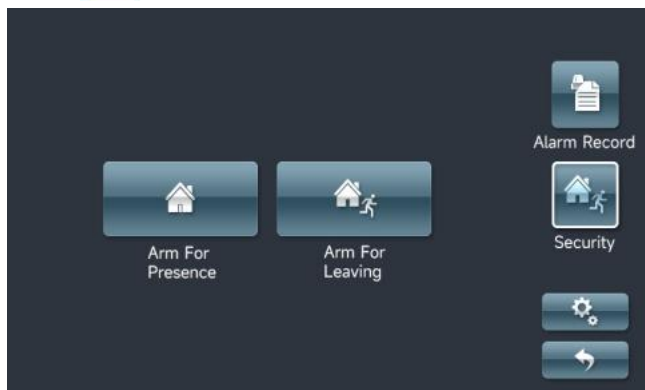 Alarm Record
Arm For
Presence
Arm For
Leaving
Security